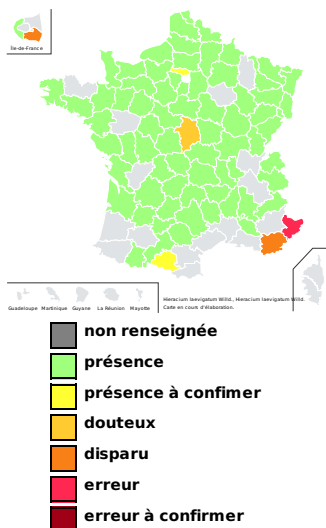 Île-de-France
Guadeloupe Martinique Guyane La Réunion Mayotte
Hieracium laevigatum Willd., Hieracium laevigatum Willd.
Carte en cours d'élaboration.
non renseignée
présence
présence à confimer
douteux
disparu
erreur
erreur à confirmer